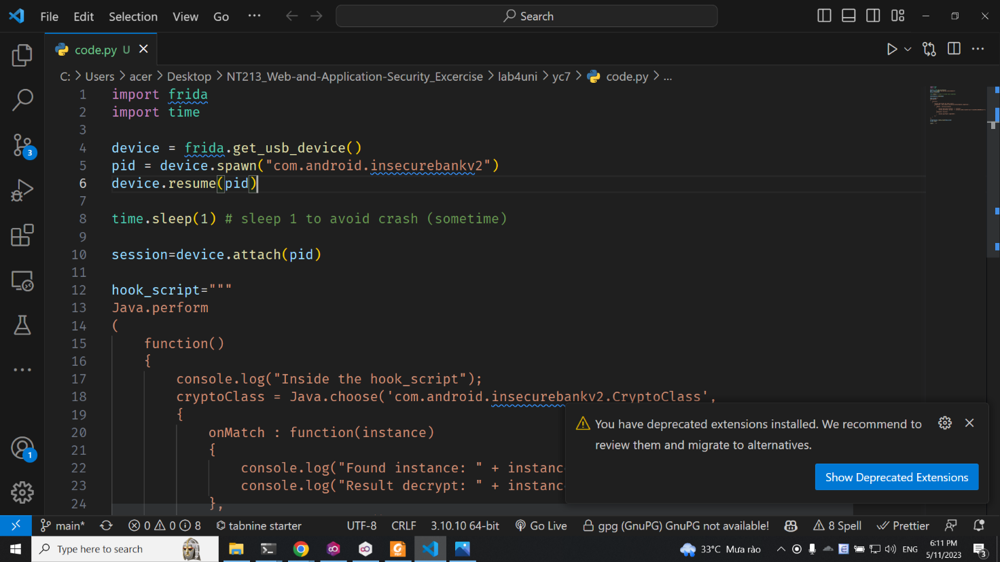 File Edit Selection View Go ··· Search
code.py U
C: > Users > acer > Desktop > NT213_Web-and-Application-Security_Excercise > lab4uni > yc7 > code.py > ...
1 import frida
2 import time
3
4 device = frida.get_usb_device()
5 pid = device.spawn("com.android.insecurebankv2")
6 device.resume(pid)
7
8 time.sleep(1) # sleep 1 to avoid crash (sometime)
9
10 session=device.attach(pid)
11
12 hook_script="""
13 Java.perform
14 (
15 function()
16 {
17 console.log("Inside the hook_script");
18 cryptoClass = Java.choose('com.android.insecurebankv2.CryptoClass',
19 {
20 onMatch : function(instance)
21 {
22 console.log("Found instance: " + instanc
23 console.log("Result decrypt: " + instanc
24 },
You have deprecated extensions installed. We recommend to
review them and migrate to alternatives.
Show Deprecated Extensions
3
1
main* 0 0 8 tabnine starter UTF-8 CRLF 3.10.10 64-bit Go Live gpg (GnuPG) GnuPG not available! 8 Spell Prettier
Type here to search 33°C Mưa rào ENG 6:11 PM 3
5/11/2023